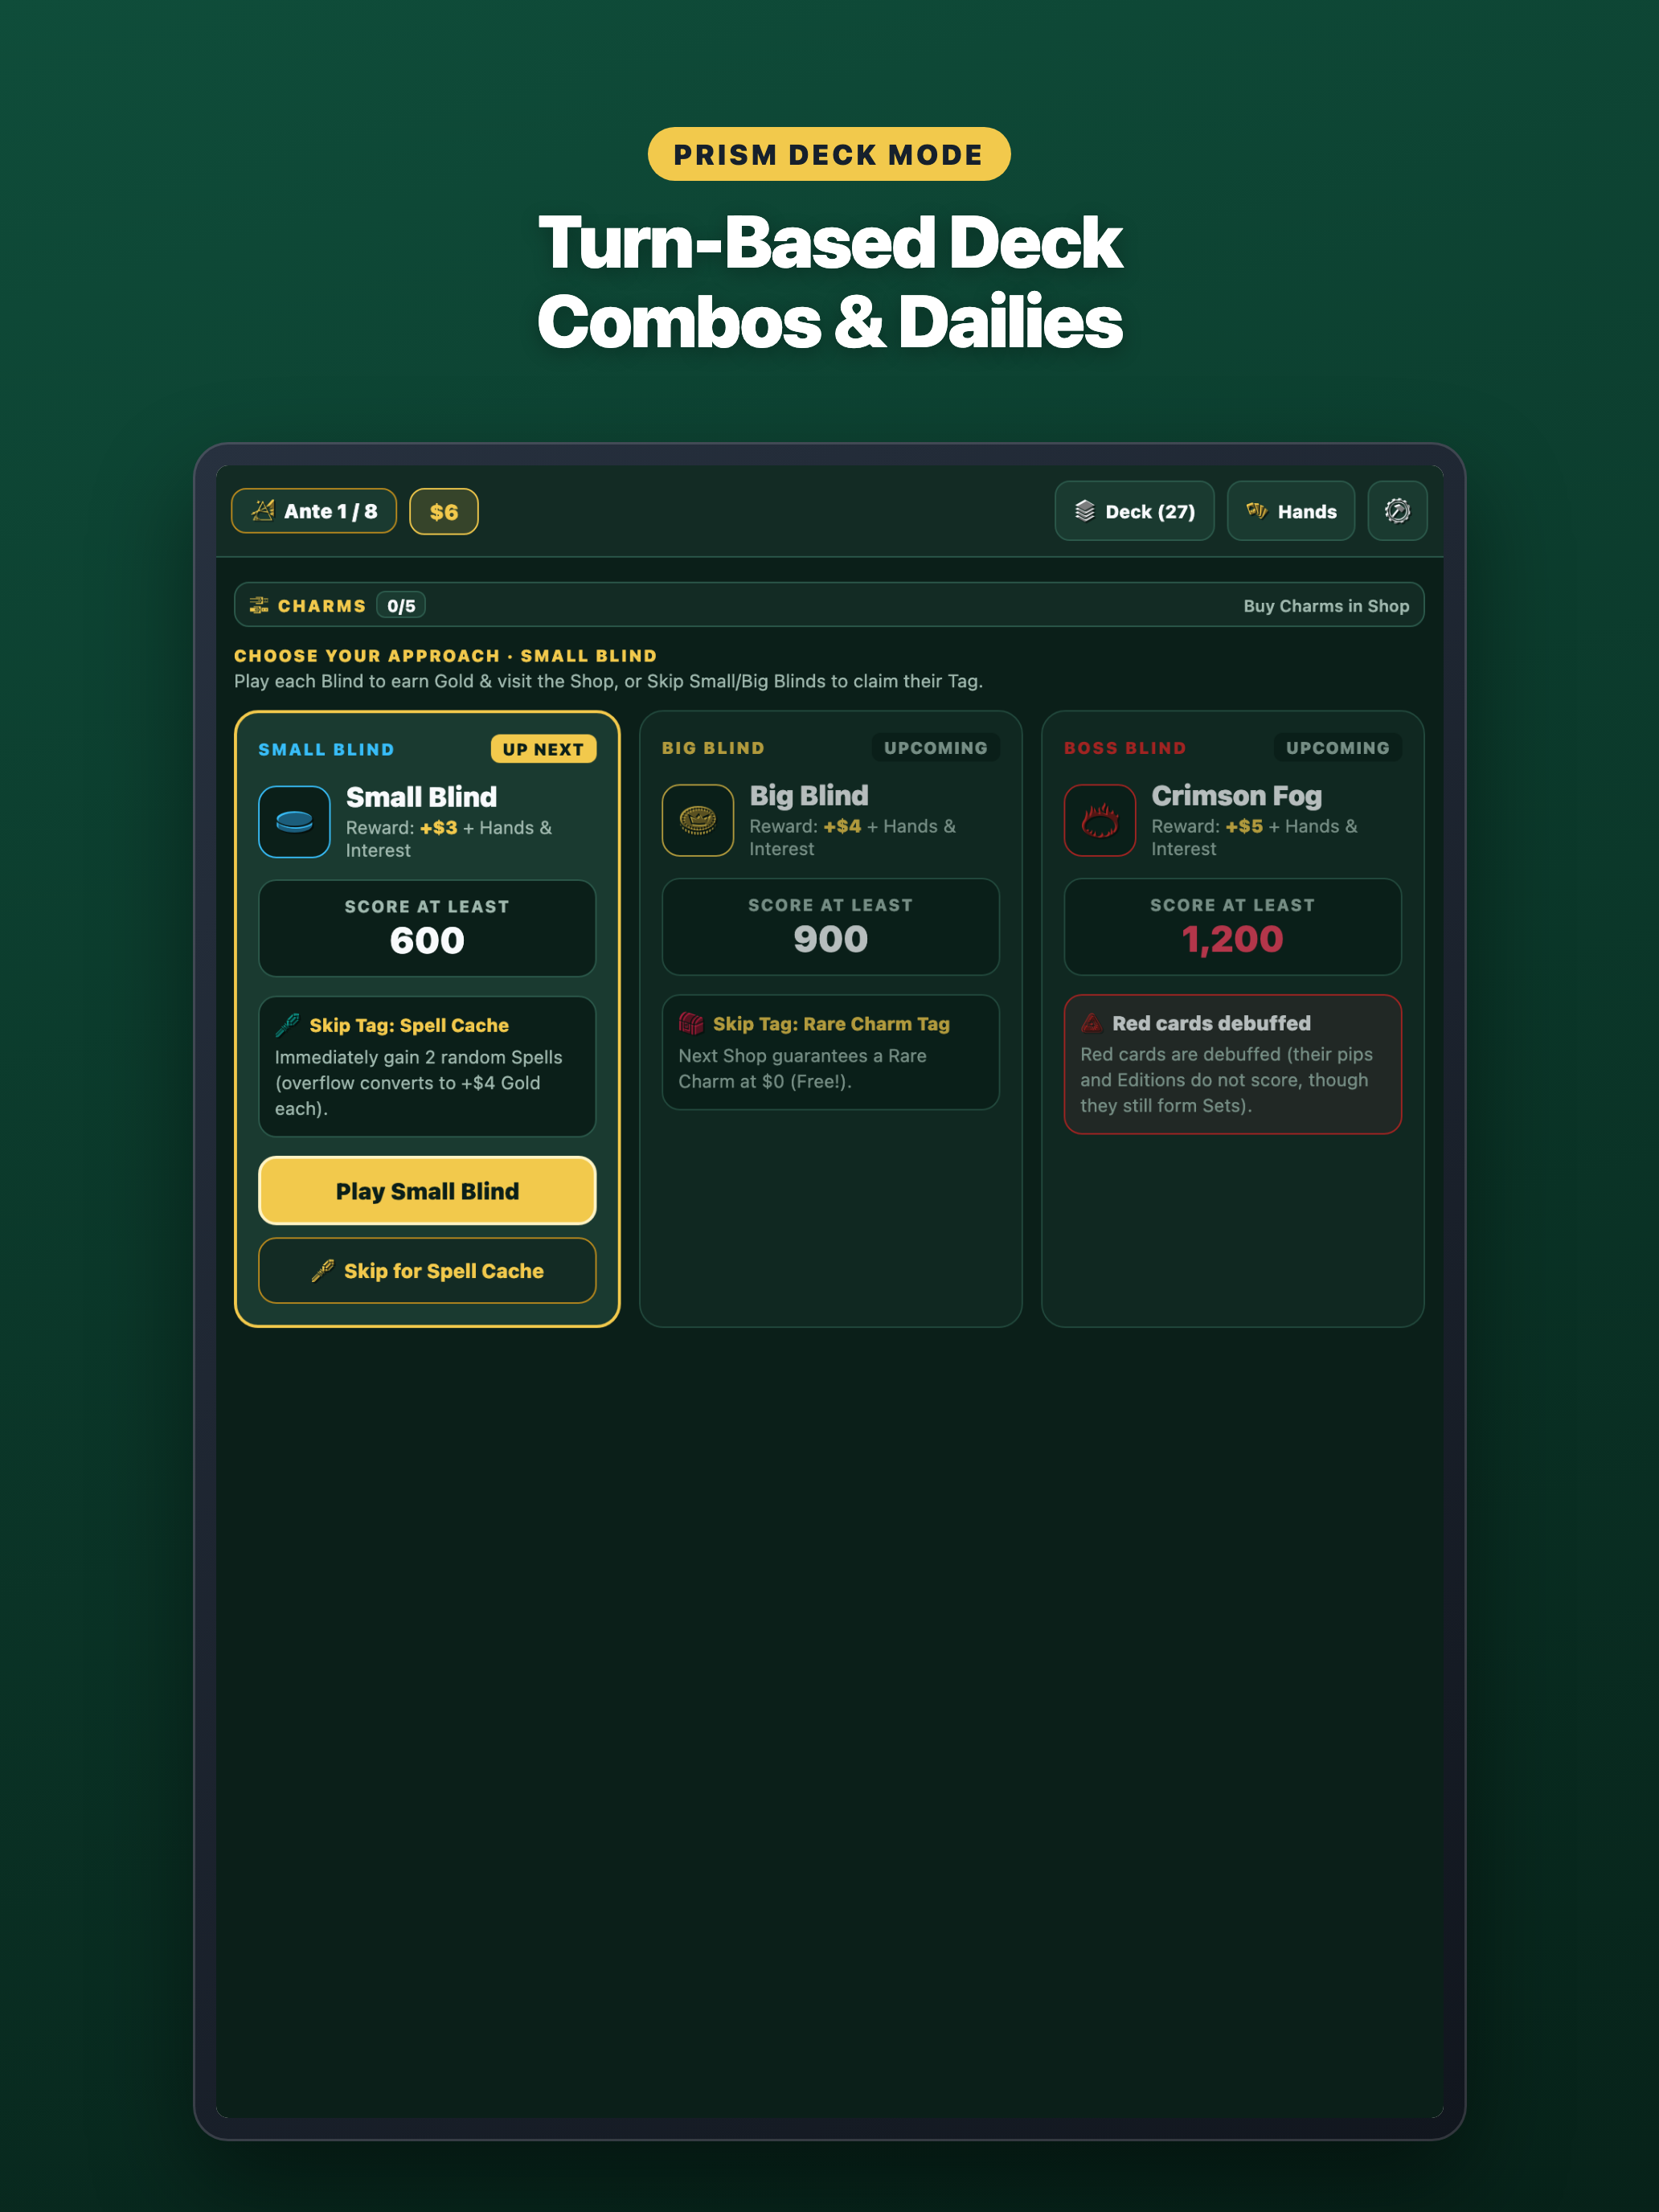 PRISM DECK MODE
Turn-Based Deck
Combos & Dailies
Ante 1 / 8
$6
Deck (27)
Hands
CHARMS 0/5
Buy Charms in Shop
CHOOSE YOUR APPROACH · SMALL BLIND
Play each Blind to earn Gold & visit the Shop, or Skip Small/Big Blinds to claim their Tag.
SMALL BLIND
UP NEXT
Small Blind
Reward: +$3 + Hands &
Interest
SCORE AT LEAST
600
Skip Tag: Spell Cache
Immediately gain 2 random Spells
(overflow converts to +$4 Gold
each).
Play Small Blind
Skip for Spell Cache
BIG BLIND
UPCOMING
Big Blind
Reward: +$4 + Hands &
Interest
SCORE AT LEAST
900
Skip Tag: Rare Charm Tag
Next Shop guarantees a Rare
Charm at $0 (Free!).
BOSS BLIND
UPCOMING
Crimson Fog
Reward: +$5 + Hands &
Interest
SCORE AT LEAST
1,200
Red cards debuffed
Red cards are debuffed (their pips
and Editions do not score, though
they still form Sets).